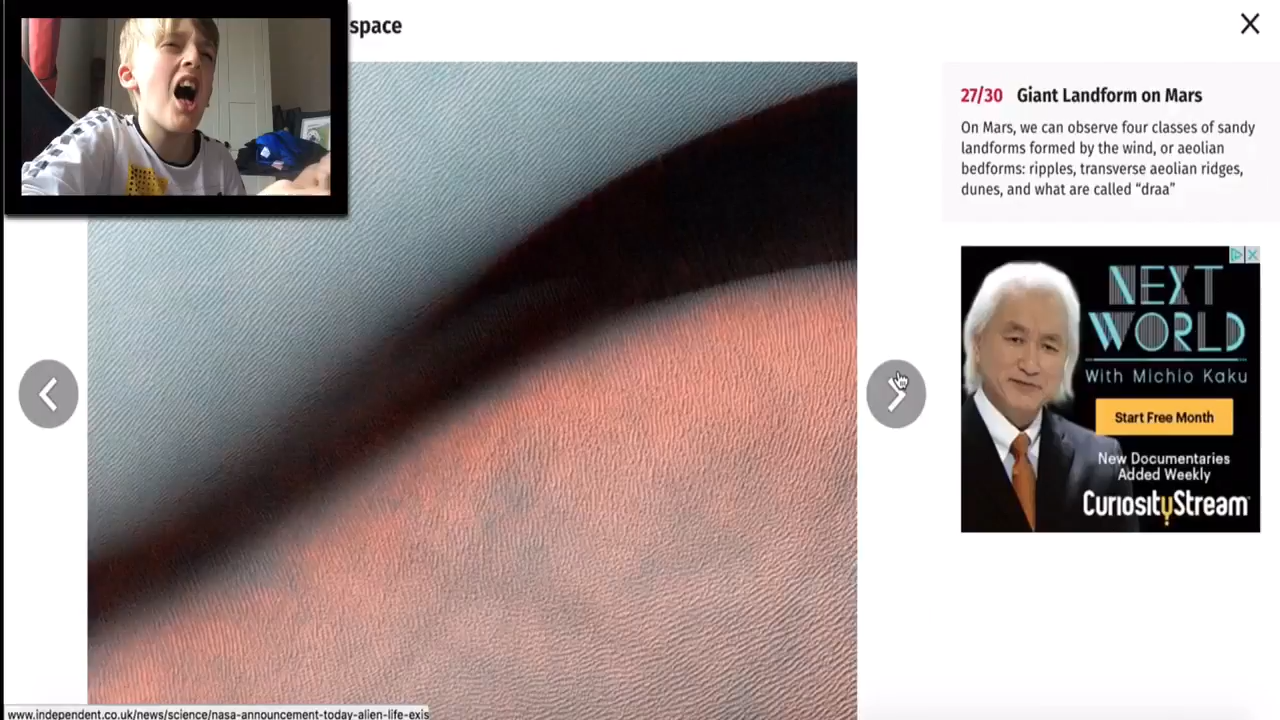 space
27/30 Giant Landform on Mars
On Mars, we can observe four classes of sandy
landforms formed by the wind, or aeolian
bedforms: ripples, transverse aeolian ridges,
dunes, and what are called “draa”
NEXT
WORLD
With Michio Kaku
Start Free Month
New Documentaries
Added Weekly
CuriosityStream
www.independent.co.uk/news/science/nasa-announcement-today-alien-life-exis